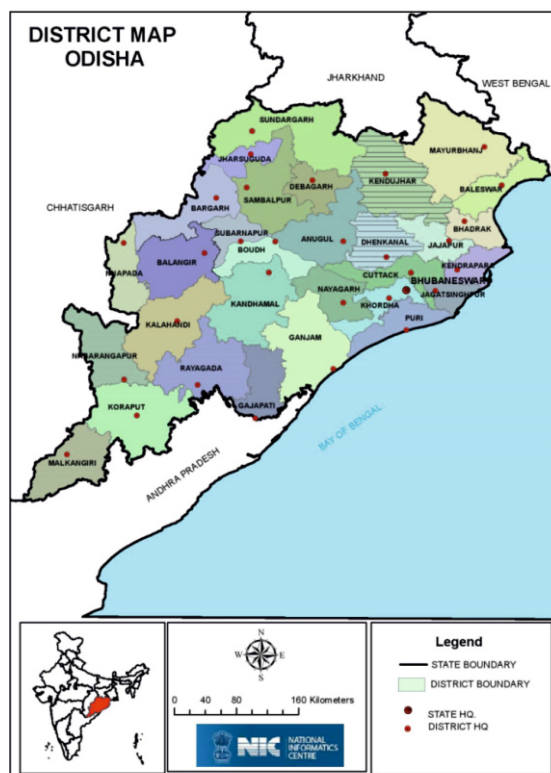 DISTRICT MAP
ODISHA
JHARKHAND
WEST BENGAL
SUNDARGARH
MAYURBHANJ
JHARSUGUDA
KENDUJHAR
DEBAGARH
BALESWAR
SAMBALPUR
BARGARH
CHHATISGARH
BHADRAK
SUBARNAPUR
ANUGUL
DHENKANAL
JAJAPUR
BOUDH
BALANGIR
KENDRAPARA
CUTTACK
BHUBANESWAR
NUAPADA
KANDHAMAL
NAYAGARH
JAGATSINGHPUR
KHORDHA
PURI
KALAHANDI
GANJAM
NABARANGAPUR
RAYAGADA
GAJAPATI
KORAPUT
BAY OF BENGAL
MALKANGIRI
ANDHRA PRADESH
N
W E
S
0 20 40 80 120 160 Kilometers
NIC
NATIONAL
INFORMATICS
CENTRE
Legend
STATE BOUNDARY
DISTRICT BOUNDARY
STATE HQ.
DISTRICT HQ